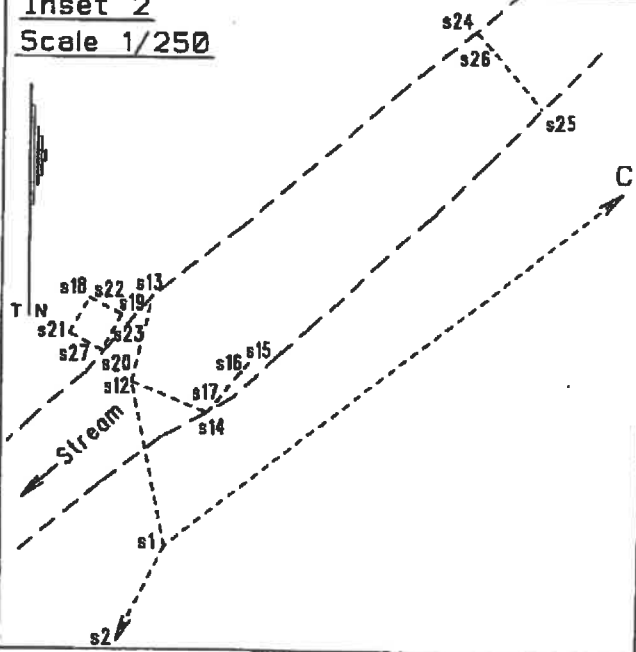 Inset 2
Scale 1/250
s24
s26
s25
C
s18
s22
s13
s19
T N
s21
s23
s27
s20
s16
s15
s12
s17
s14
Stream
s1
s2